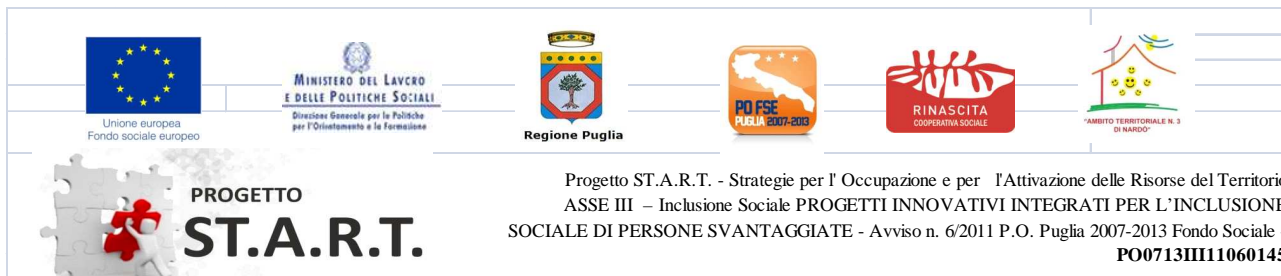 Unione europea
Fondo sociale europeo
MINISTERO DEL LAVORO
E DELLE POLITICHE SOCIALI
Direzione Generale per le Politiche
per l'Orientamento e la Formazione
Regione Puglia
PO FSE
PUGLIA 2007-2013
RINASCITA
COOPERATIVA SOCIALE
"AMBITO TERRITORIALE N. 3
DI NARDÒ"
PROGETTO
ST.A.R.T.
Progetto ST.A.R.T. - Strategie per l' Occupazione e per l'Attivazione delle Risorse del Territorio
ASSE III – Inclusione Sociale PROGETTI INNOVATIVI INTEGRATI PER L'INCLUSIONE
SOCIALE DI PERSONE SVANTAGGIATE - Avviso n. 6/2011 P.O. Puglia 2007-2013 Fondo Sociale -
PO0713III11060145